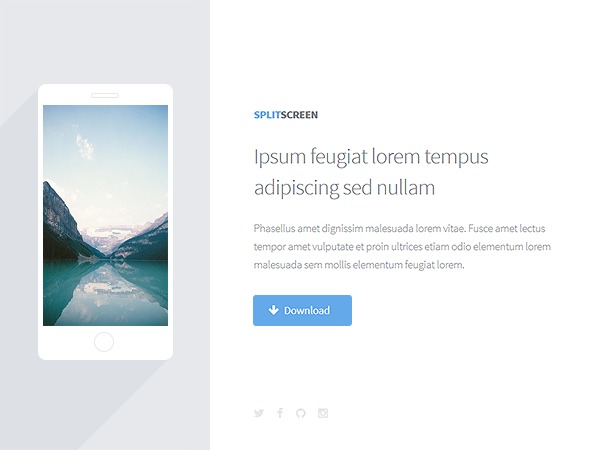 SPLITSCREEN
Ipsum feugiat lorem tempus
adipiscing sed nullam
Phasellus amet dignissim malesuada lorem vitae. Fusce amet lectus
tempor amet vulputate et proin ultrices etiam odio elementum lorem
malesuada sem mollis elementum feugiat lorem.
Download